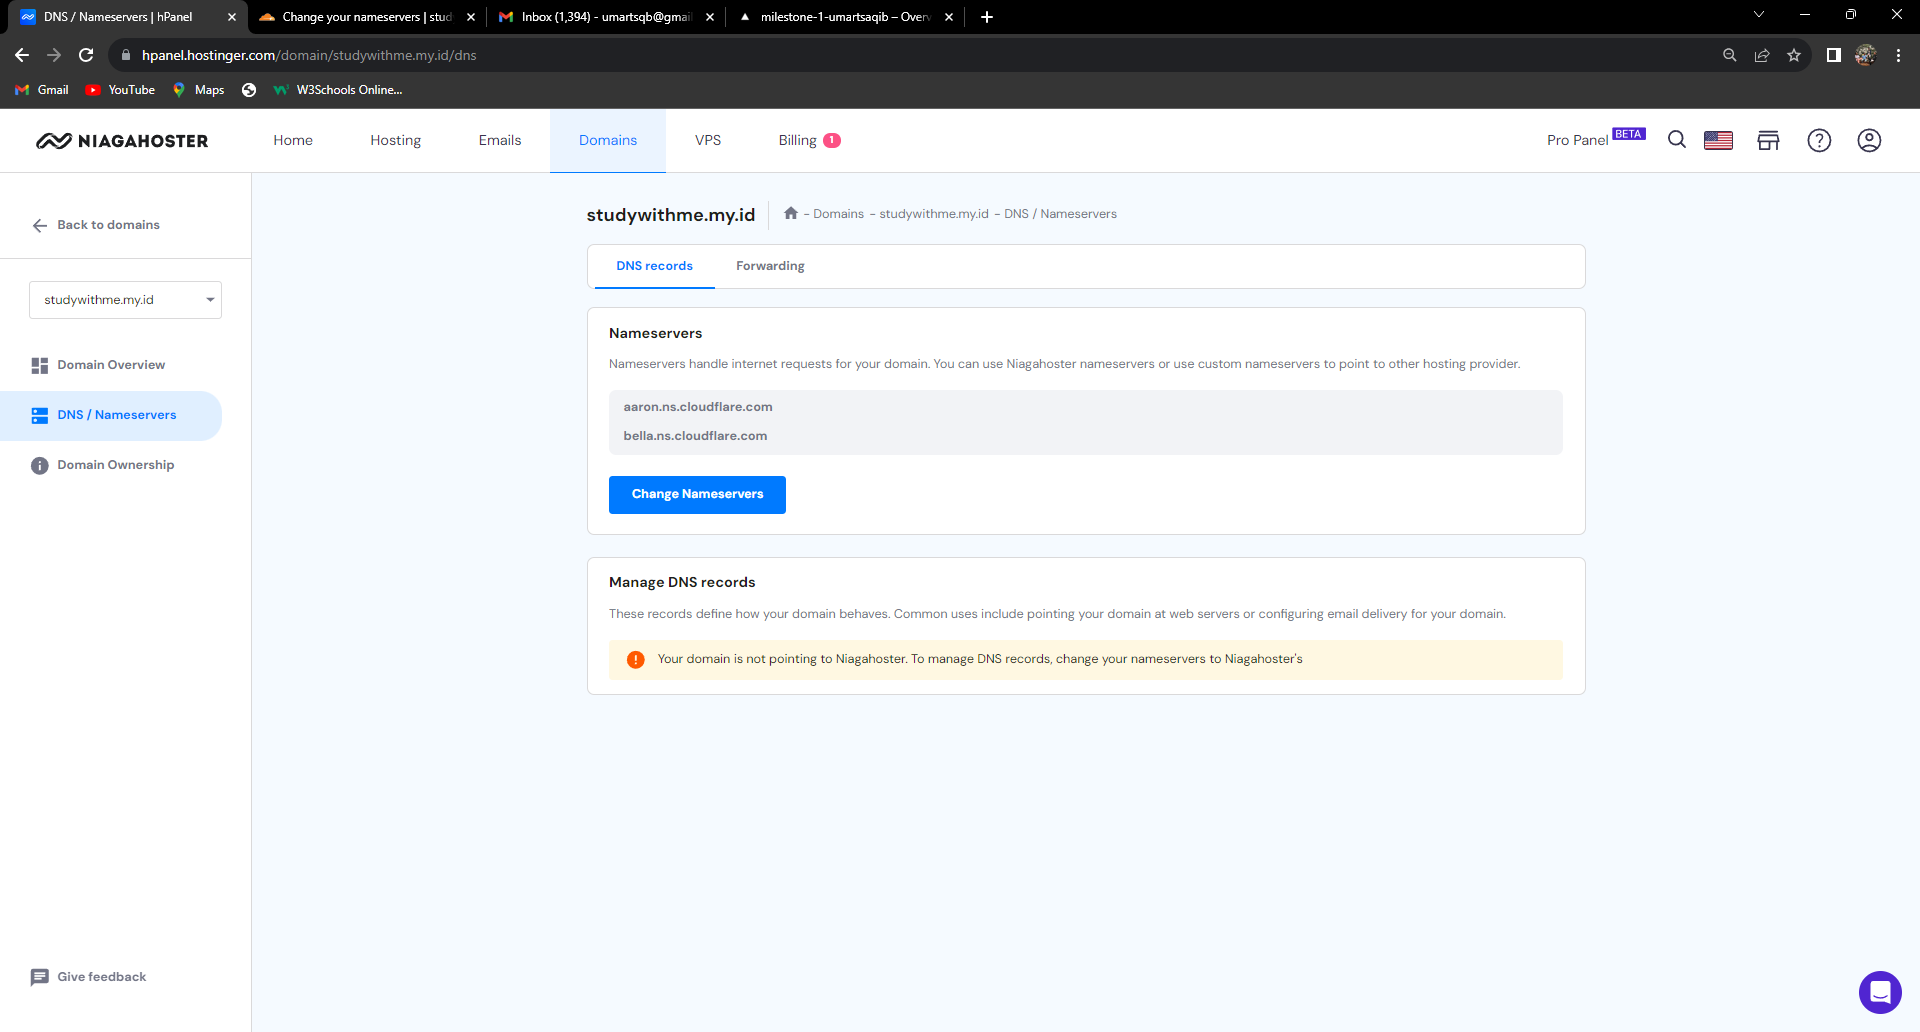 DNS / Nameservers | hPanel
Change your nameservers | stud
Inbox (1,394) - umartsqb@gmai
milestone-1-umartsaqib – Overv
hpanel.hostinger.com/domain/studywithme.my.id/dns
Gmail
YouTube
Maps
W3Schools Online...
NIAGAHOSTER
Home
Hosting
Emails
Domains
VPS
Billing 1
Pro Panel BETA
Back to domains
studywithme.my.id
Domain Overview
DNS / Nameservers
Domain Ownership
Give feedback
studywithme.my.id
- Domains - studywithme.my.id - DNS / Nameservers
DNS records
Forwarding
Nameservers
Nameservers handle internet requests for your domain. You can use Niagahoster nameservers or use custom nameservers to point to other hosting provider.
aaron.ns.cloudflare.com
bella.ns.cloudflare.com
Change Nameservers
Manage DNS records
These records define how your domain behaves. Common uses include pointing your domain at web servers or configuring email delivery for your domain.
Your domain is not pointing to Niagahoster. To manage DNS records, change your nameservers to Niagahoster's